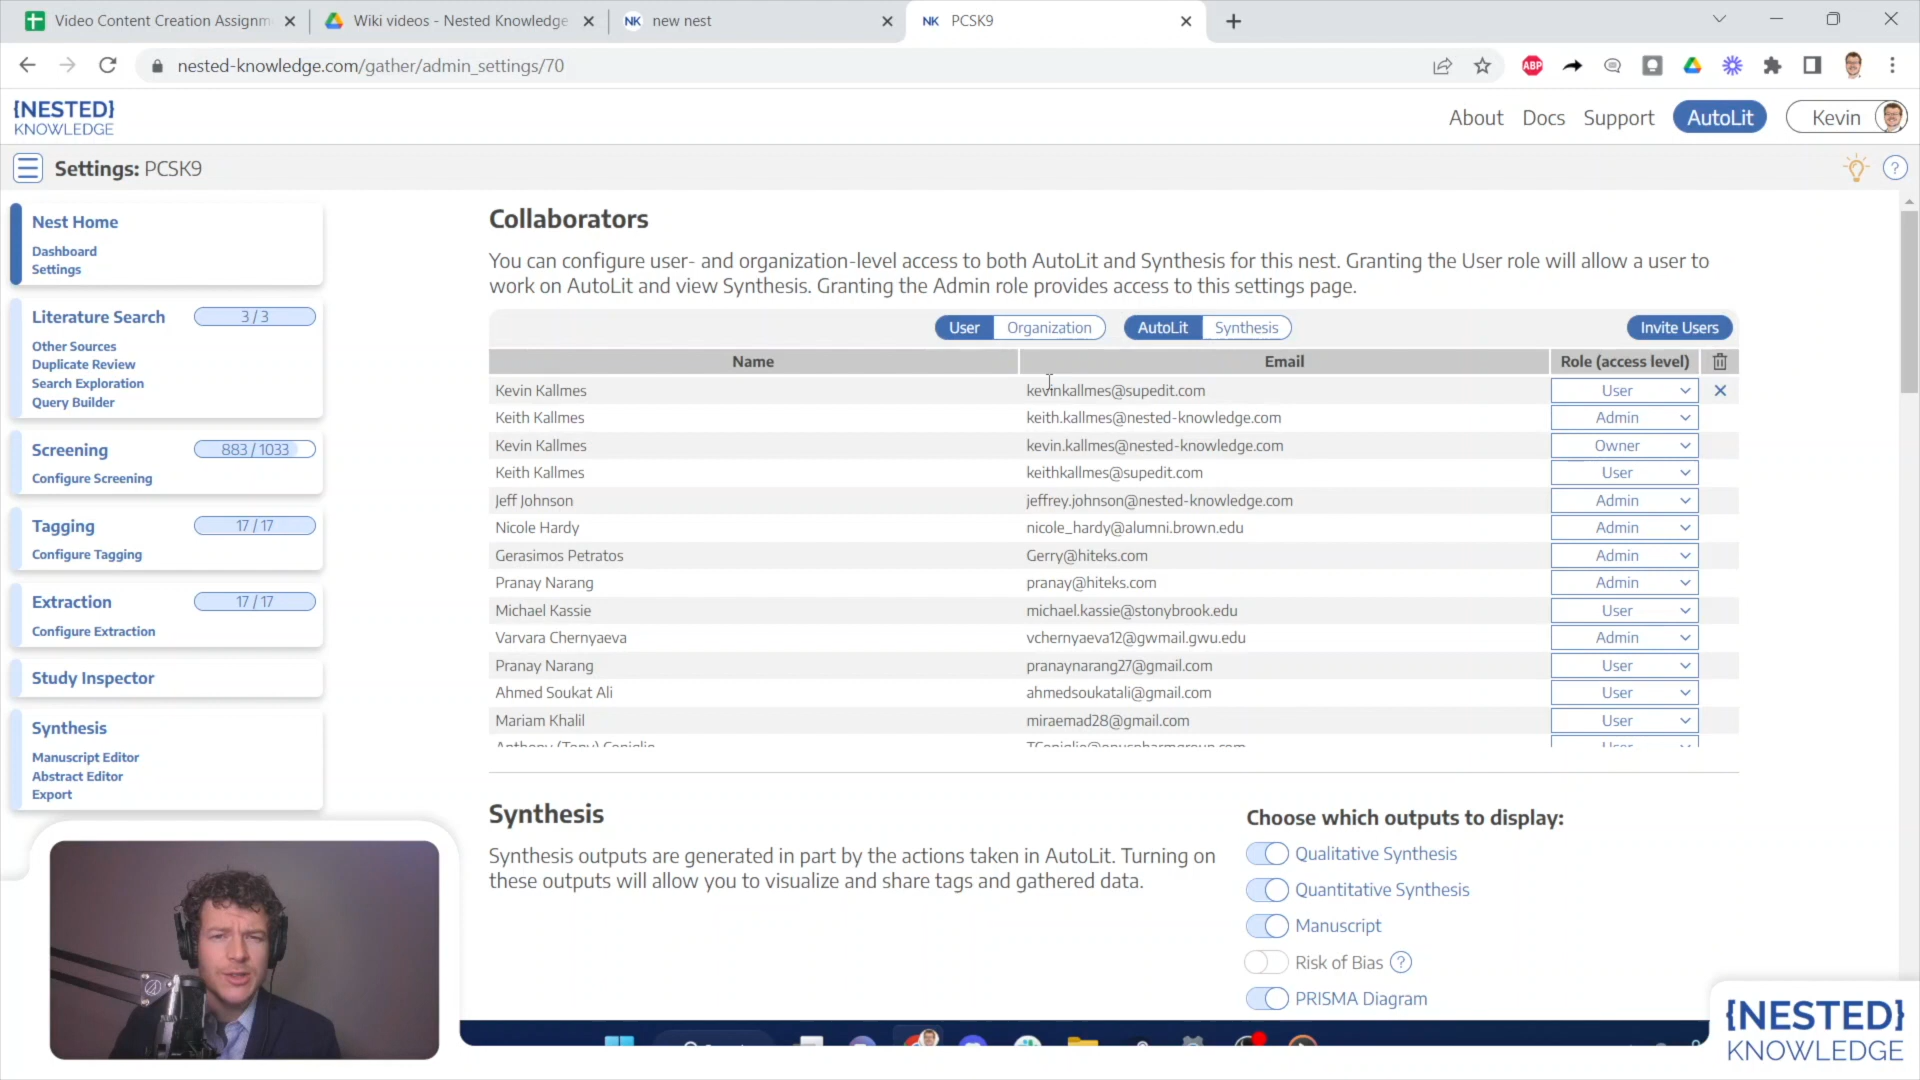 Video Content Creation Assignm
Wiki videos - Nested Knowledge
NK new nest
NK PCSK9
nested-knowledge.com/gather/admin_settings/70
ABP
{NESTED}
KNOWLEDGE
About Docs Support AutoLit Kevin
Settings: PCSK9
?
Nest Home
Dashboard
Settings
Literature Search 3 / 3
Other Sources
Duplicate Review
Search Exploration
Query Builder
Screening 883 / 1033
Configure Screening
Tagging 17 / 17
Configure Tagging
Extraction 17 / 17
Configure Extraction
Study Inspector
Synthesis
Manuscript Editor
Abstract Editor
Export
Collaborators
You can configure user- and organization-level access to both AutoLit and Synthesis for this nest. Granting the User role will allow a user to
work on AutoLit and view Synthesis. Granting the Admin role provides access to this settings page.
User Organization AutoLit Synthesis Invite Users
Name Email Role (access level)
Kevin Kallmes kevinkallmes@supedit.com User
Keith Kallmes keith.kallmes@nested-knowledge.com Admin
Kevin Kallmes kevin.kallmes@nested-knowledge.com Owner
Keith Kallmes keithkallmes@supedit.com User
Jeff Johnson jeffrey.johnson@nested-knowledge.com Admin
Nicole Hardy nicole_hardy@alumni.brown.edu Admin
Gerasimos Petratos Gerry@hiteks.com Admin
Pranay Narang pranay@hiteks.com Admin
Michael Kassie michael.kassie@stonybrook.edu User
Varvara Chernyaeva vchernyaeva12@gwmail.gwu.edu Admin
Pranay Narang pranaynarang27@gmail.com User
Ahmed Soukat Ali ahmedsoukatali@gmail.com User
Mariam Khalil miraemad28@gmail.com User
Anthony (Tony) User
Synthesis
Synthesis outputs are generated in part by the actions taken in AutoLit. Turning on
these outputs will allow you to visualize and share tags and gathered data.
Choose which outputs to display:
Qualitative Synthesis
Quantitative Synthesis
Manuscript
Risk of Bias ?
PRISMA Diagram
{NESTED}
KNOWLEDGE